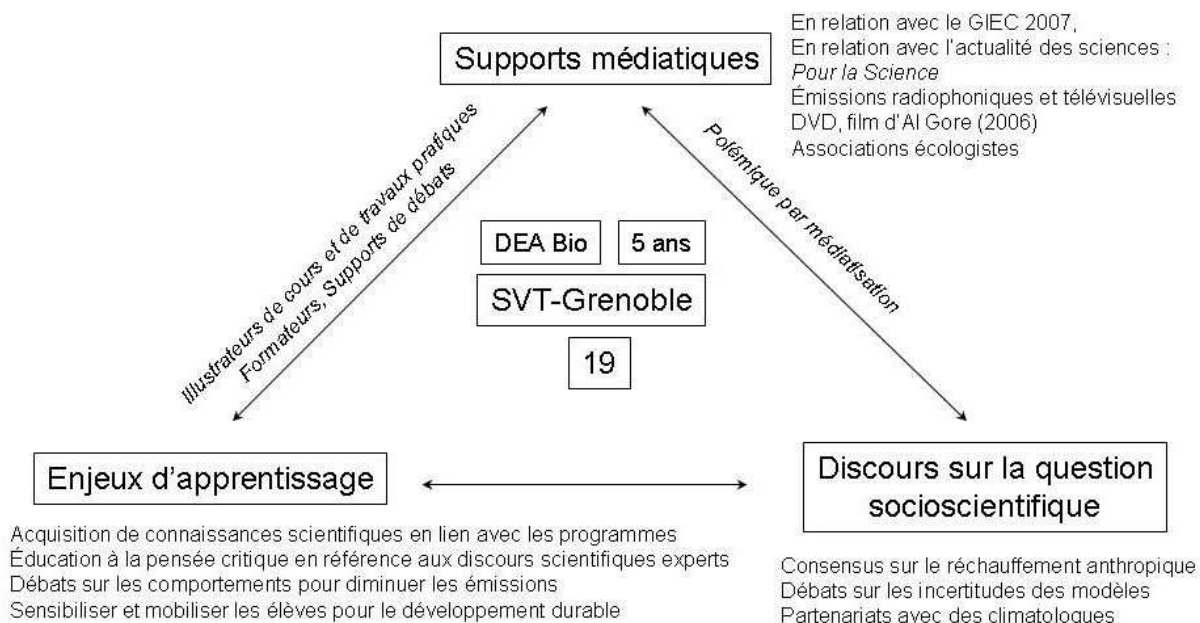 En relation avec le GIEC 2007,
En relation avec l'actualité des sciences :
Pour la Science
Émissions radiophoniques et télévisuelles
DVD, film d'Al Gore (2006)
Associations écologistes
Supports médiatiques
Illustrateurs de cours et de travaux pratiques
Formateurs, Supports de débats
Polémique par médiatisation
DEA Bio
5 ans
SVT-Grenoble
19
Enjeux d'apprentissage
Acquisition de connaissances scientifiques en lien avec les programmes
Éducation à la pensée critique en référence aux discours scientifiques experts
Débats sur les comportements pour diminuer les émissions
Sensibiliser et mobiliser les élèves pour le développement durable
Discours sur la question
socioscientifique
Consensus sur le réchauffement anthropique
Débats sur les incertitudes des modèles
Partenariats avec des climatologues